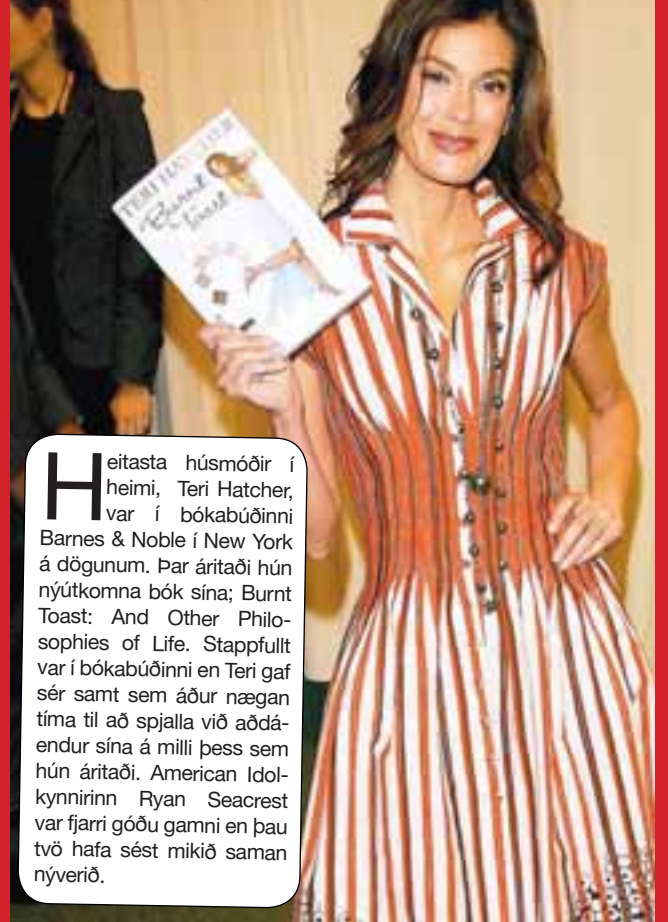 TERI HATCHER
Burnt
Toast
Heitasta húsmóðir í
heimi, Teri Hatcher,
var í bókabúðinni
Barnes & Noble í New York
á dögunum. Þar áritaði hún
nýútkomna bók sína; Burnt
Toast: And Other Philo-
sophies of Life. Stappfullt
var í bókabúðinni en Teri gaf
sér samt sem áður nægan
tíma til að spjalla við aðdá-
endur sína á milli þess sem
hún áritaði. American Idol-
kynnirinn Ryan Seacrest
var fjarri góðu gamni en þau
tvö hafa sést mikið saman
nýverið.